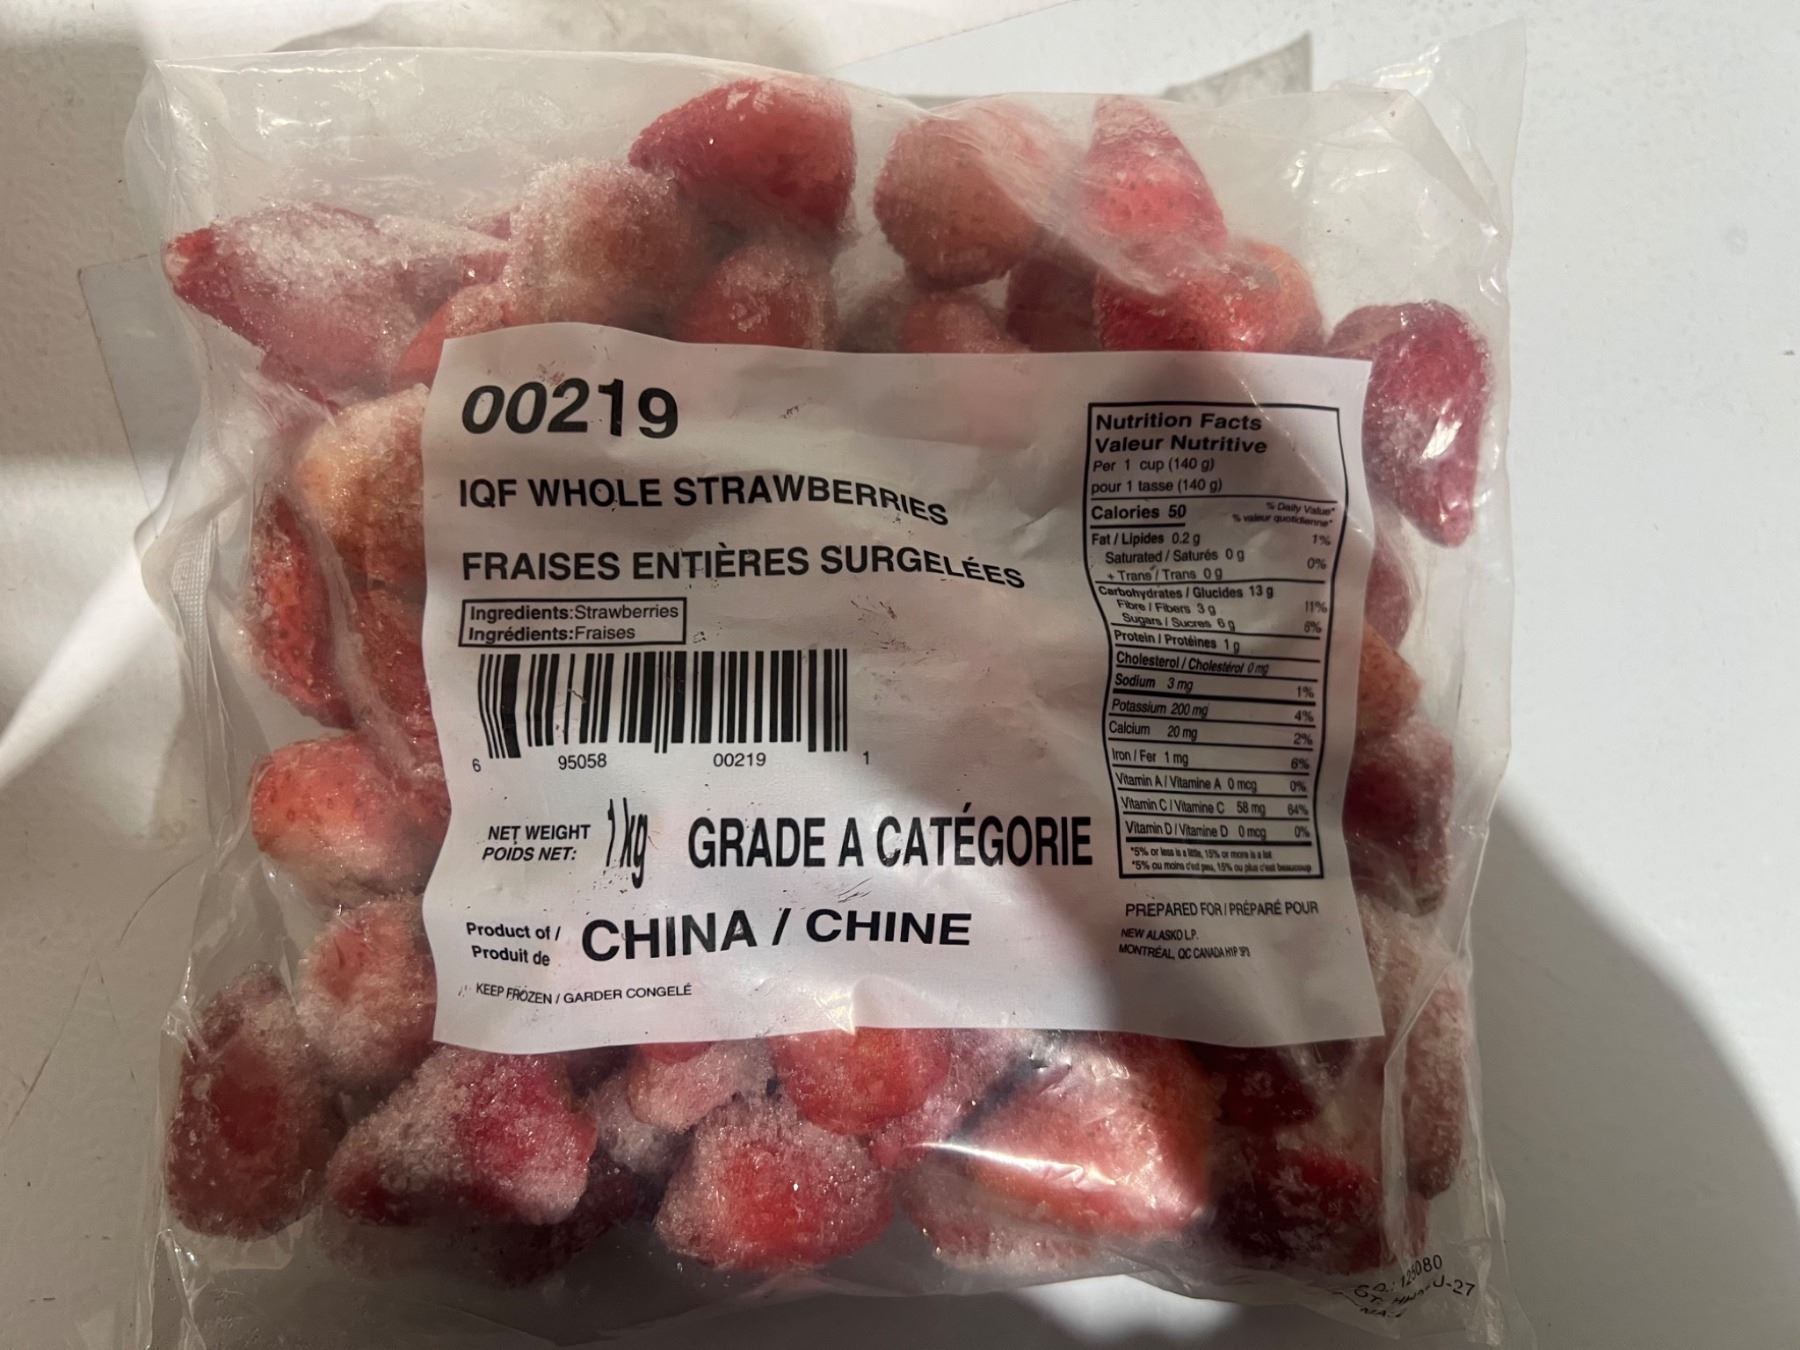 00219
IQF WHOLE STRAWBERRIES
FRAISES ENTIÈRES SURGELÉES
Ingredients:Strawberries
Ingrédients:Fraises
6 95058 00219 1
NET WEIGHT
POIDS NET:
1 kg
GRADE A CATÉGORIE
Product of /
Produit de
CHINA / CHINE
KEEP FROZEN / GARDER CONGELÉ
Nutrition Facts
Valeur Nutritive
Per 1 cup (140 g)
pour 1 tasse (140 g)
Calories 50
% Daily Value*
% valeur quotidienne*
Fat / Lipides 0.2 g 1%
Saturated / Saturés 0 g
+ Trans / Trans 0 g 0%
Carbohydrates / Glucides 13 g
Fibre / Fibers 3 g 11%
Sugars / Sucres 6 g 6%
Protein / Protéines 1 g
Cholesterol / Cholestérol 0 mg
Sodium 3 mg 1%
Potassium 200 mg 4%
Calcium 20 mg 2%
Iron / Fer 1 mg 6%
Vitamin A / Vitamine A 0 mcg 0%
Vitamin C / Vitamine C 58 mg 64%
Vitamin D / Vitamine D 0 mcg 0%
*5% or less is a little, 15% or more is a lot
*5% ou moins c'est peu, 15% ou plus c'est beaucoup
PREPARED FOR / PRÉPARÉ POUR
NEW ALASKO L.P.
MONTRÉAL, QC CANADA H1P 3P3